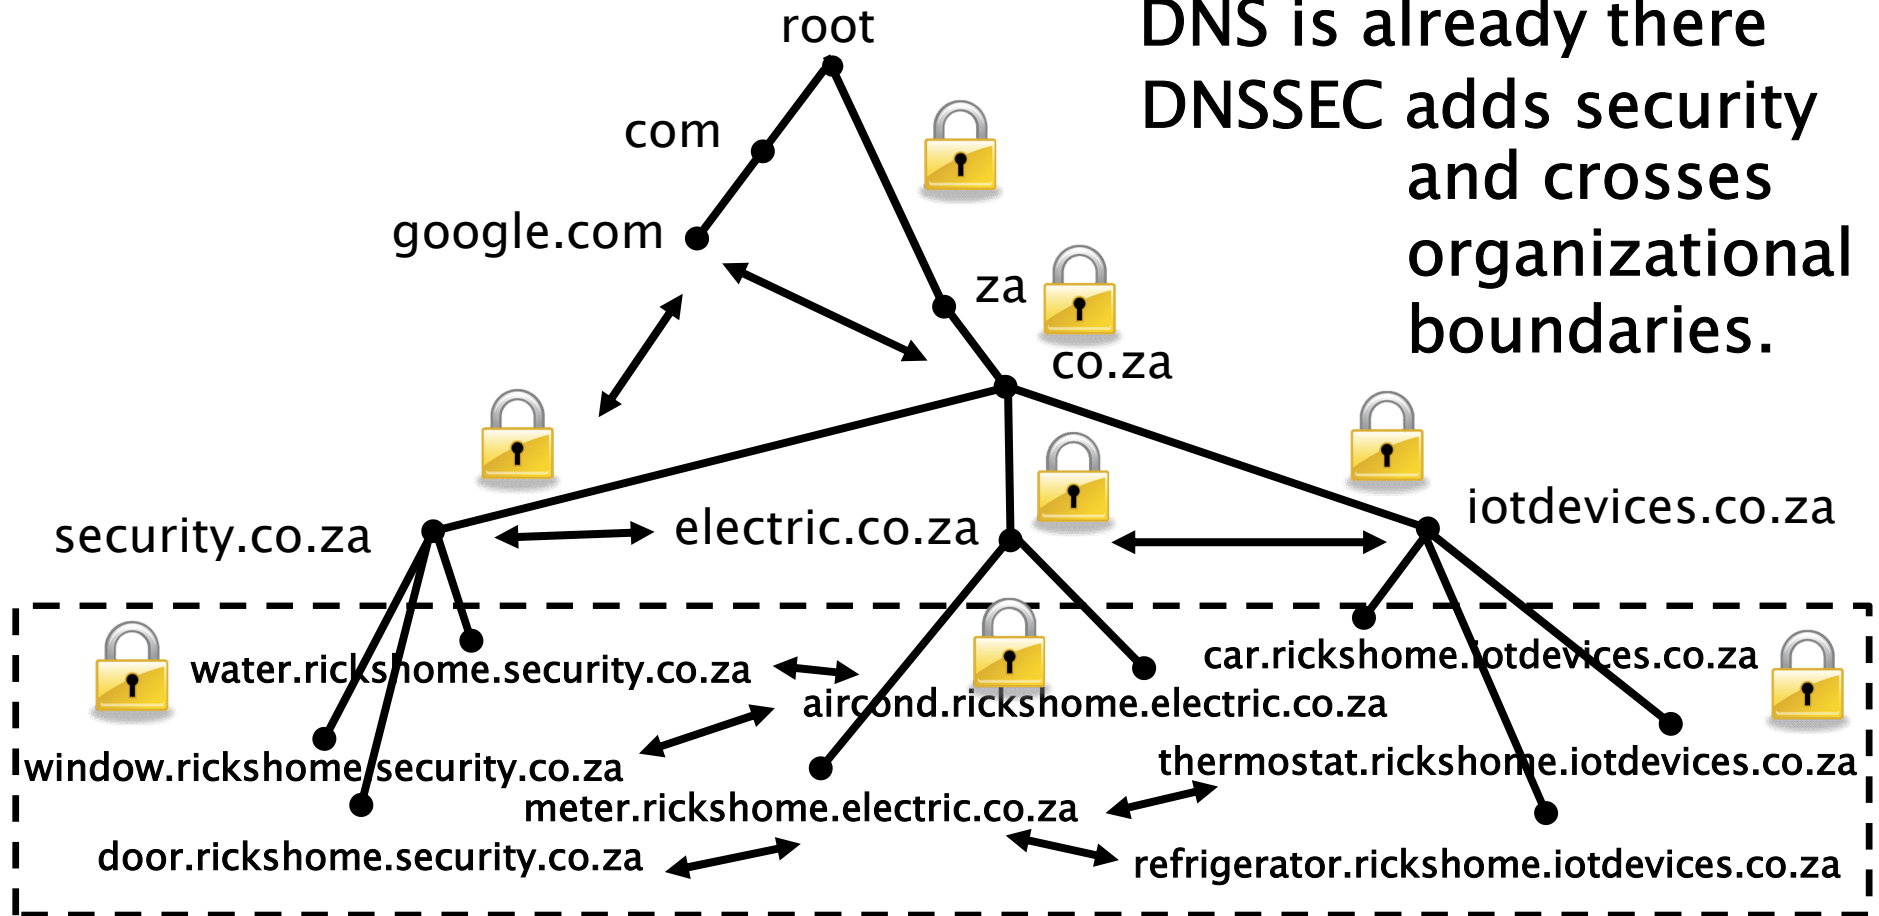 root
DNS is already there
DNSSEC adds security
and crosses
organizational
boundaries.
com
google.com
za
co.za
security.co.za
electric.co.za
iotdevices.co.za
water.rickshome.security.co.za
car.rickshome.iotdevices.co.za
aircond.rickshome.electric.co.za
window.rickshome.security.co.za
thermostat.rickshome.iotdevices.co.za
meter.rickshome.electric.co.za
door.rickshome.security.co.za
refrigerator.rickshome.iotdevices.co.za